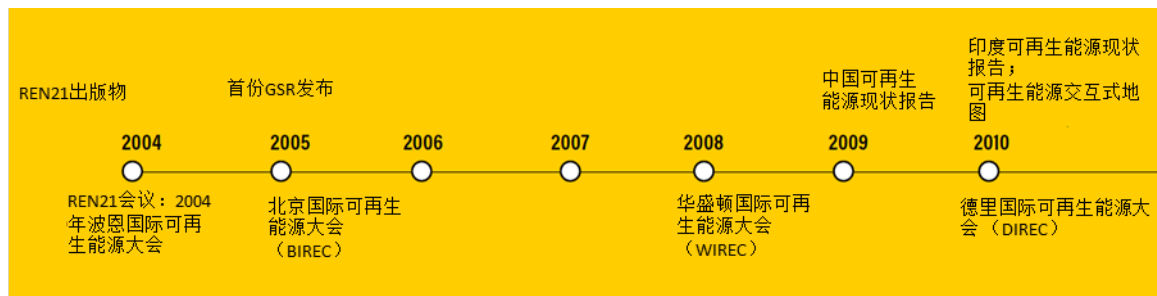 REN21出版物
首份GSR发布
中国可再生
能源现状报告
印度可再生能源现状
报告；
可再生能源交互式地
图
2004
2005
2006
2007
2008
2009
2010
REN21会议：2004
年波恩国际可再
生能源大会
北京国际可再生
能源大会
（BIREC）
华盛顿国际可再
生能源大会
（WIREC）
德里国际可再生能源大
会（DIREC）